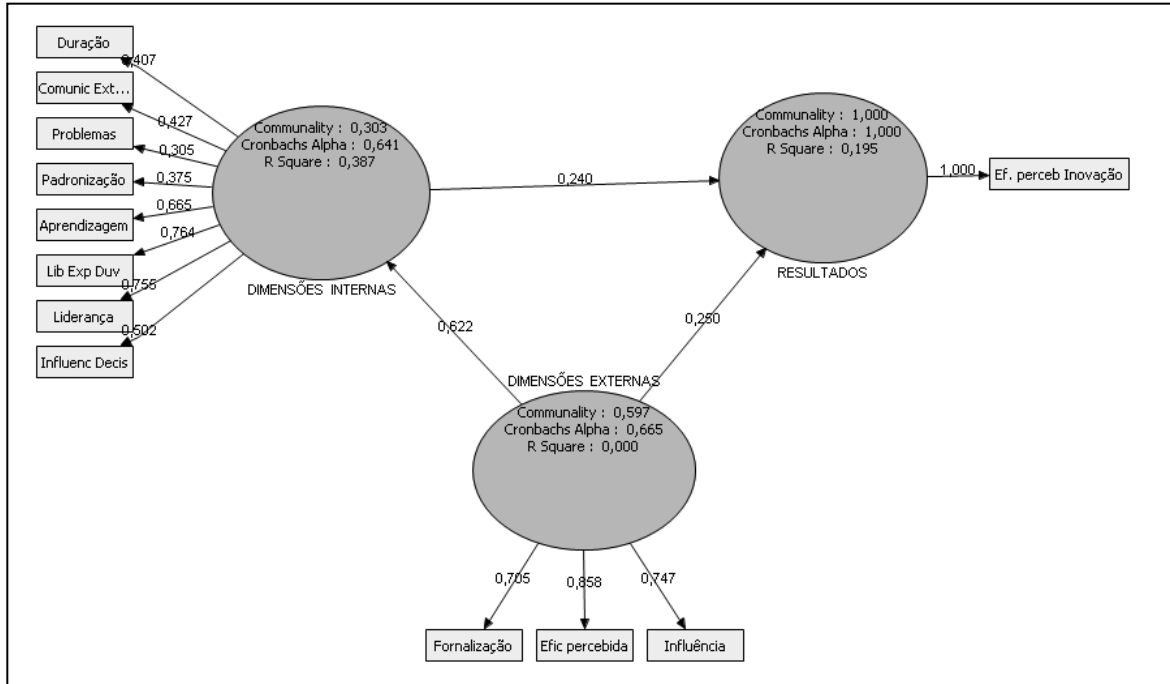 Duração
0,407
Comunic Ext...
0,427
Problemas
0,305
Padronização
0,375
Aprendizagem
0,665
Lib Exp Duv
0,764
Liderança
0,755
Influenc Decis
0,502
Communality : 0,303
Cronbachs Alpha : 0,641
R Square : 0,387
DIMENSÕES INTERNAS
0,240
Communality : 1,000
Cronbachs Alpha : 1,000
R Square : 0,195
RESULTADOS
1,000
Ef. perceb Inovação
0,622
0,250
DIMENSÕES EXTERNAS
Communality : 0,597
Cronbachs Alpha : 0,665
R Square : 0,000
0,705
0,858
0,747
Fornalização
Efic percebida
Influência